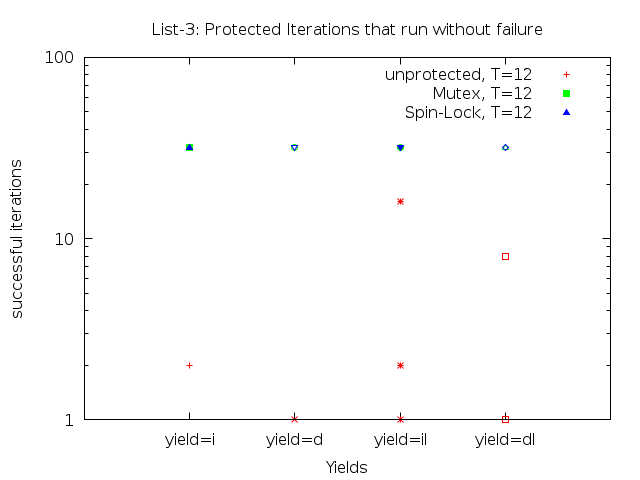 List-3: Protected Iterations that run without failure
100
unprotected, T=12
Mutex, T=12
Spin-Lock, T=12
successful iterations
10
1
yield=i yield=d yield=il yield=dl
Yields